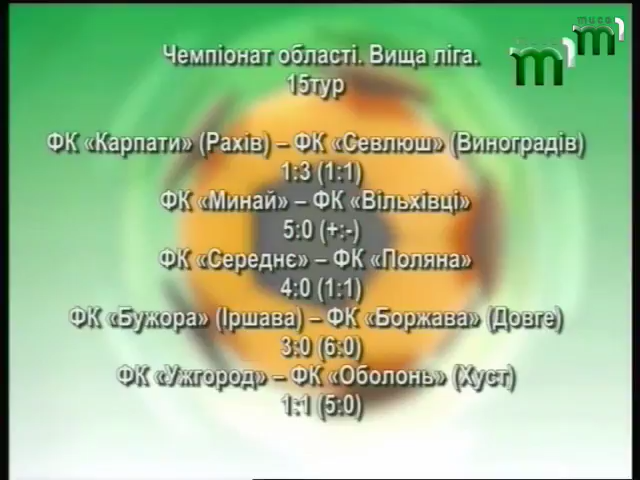 Чемпіонат області. Вища ліга.
15тур
ФК «Карпати» (Рахів) – ФК «Севлюш» (Виноградів)
1:3 (1:1)
ФК «Минай» – ФК «Вільхівці»
5:0 (+:-)
ФК «Середнє» – ФК «Поляна»
4:0 (1:1)
ФК «Бужора» (Іршава) – ФК «Боржава» (Довге)
3:0 (6:0)
ФК «Ужгород» – ФК «Оболонь» (Хуст)
1:1 (5:0)
m1
m1